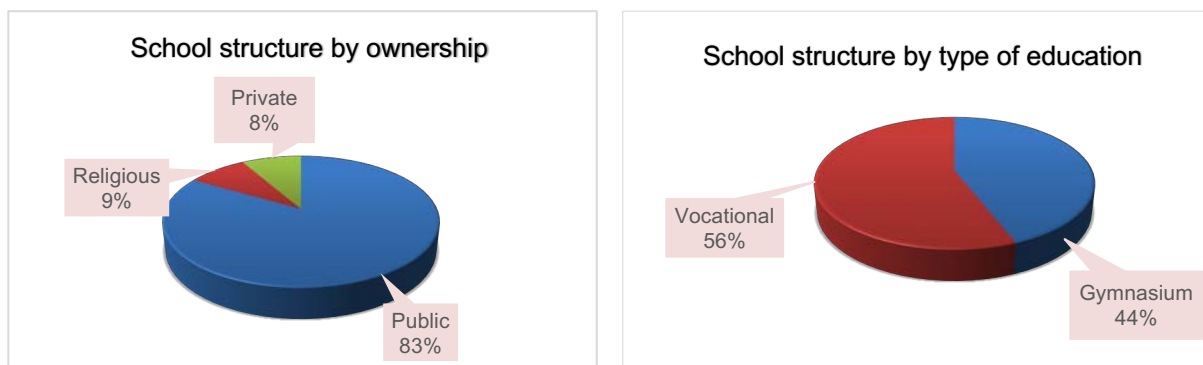 School structure by ownership
Private
8%
Religious
9%
Public
83%
School structure by type of education
Vocational
56%
Gymnasium
44%